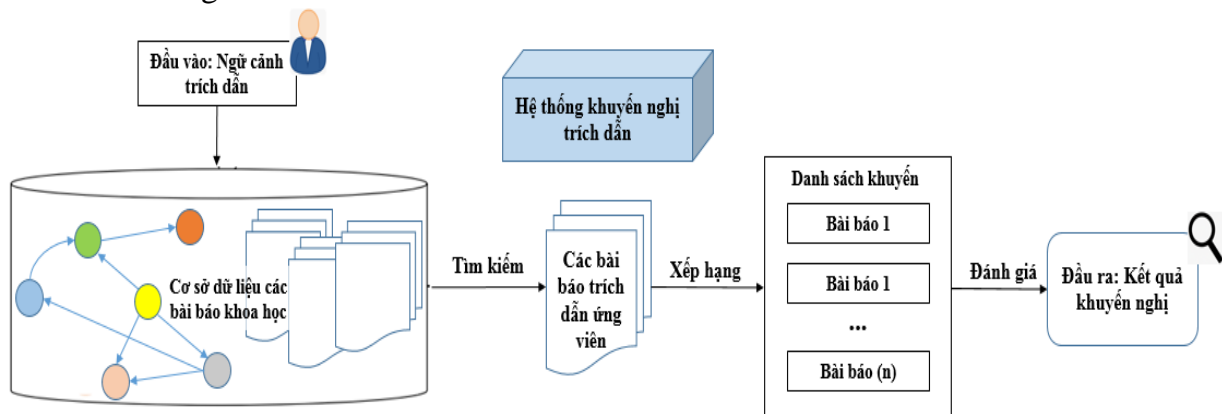 Đầu vào: Ngữ cảnh
trích dẫn
Hệ thống khuyến nghị
trích dẫn
Cơ sở dữ liệu các
bài báo khoa học
Tìm kiếm
Các bài
báo trích
dẫn ứng
viên
Xếp hạng
Danh sách khuyến
Bài báo 1
Bài báo 1
...
Bài báo (n)
Đánh giá
Đầu ra: Kết quả
khuyến nghị